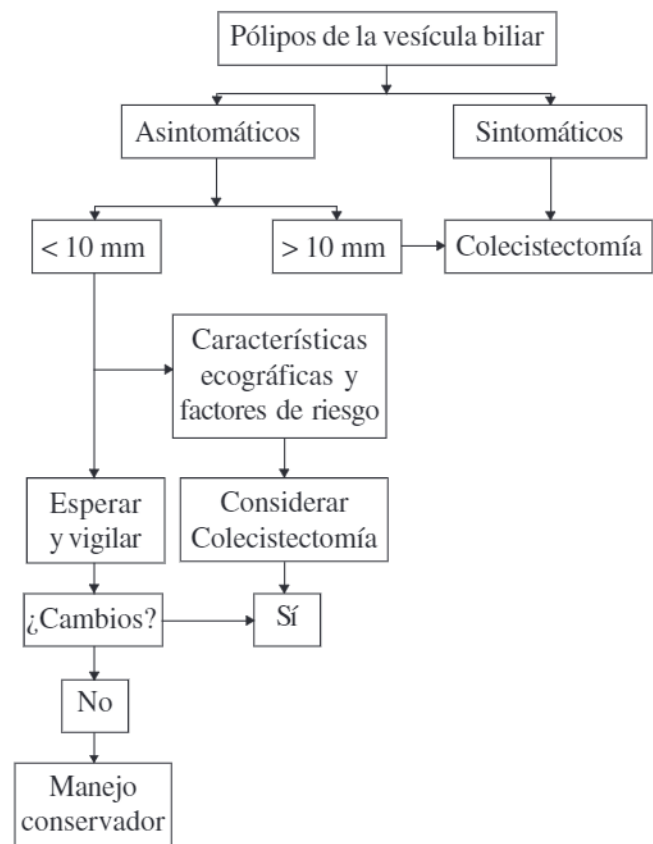 Pólipos de la vesícula biliar
Asintomáticos
Sintomáticos
< 10 mm
> 10 mm
Colecistectomía
Características
ecográficas y
factores de riesgo
Esperar
y vigilar
Considerar
Colecistectomía
¿Cambios?
Sí
No
Manejo
conservador